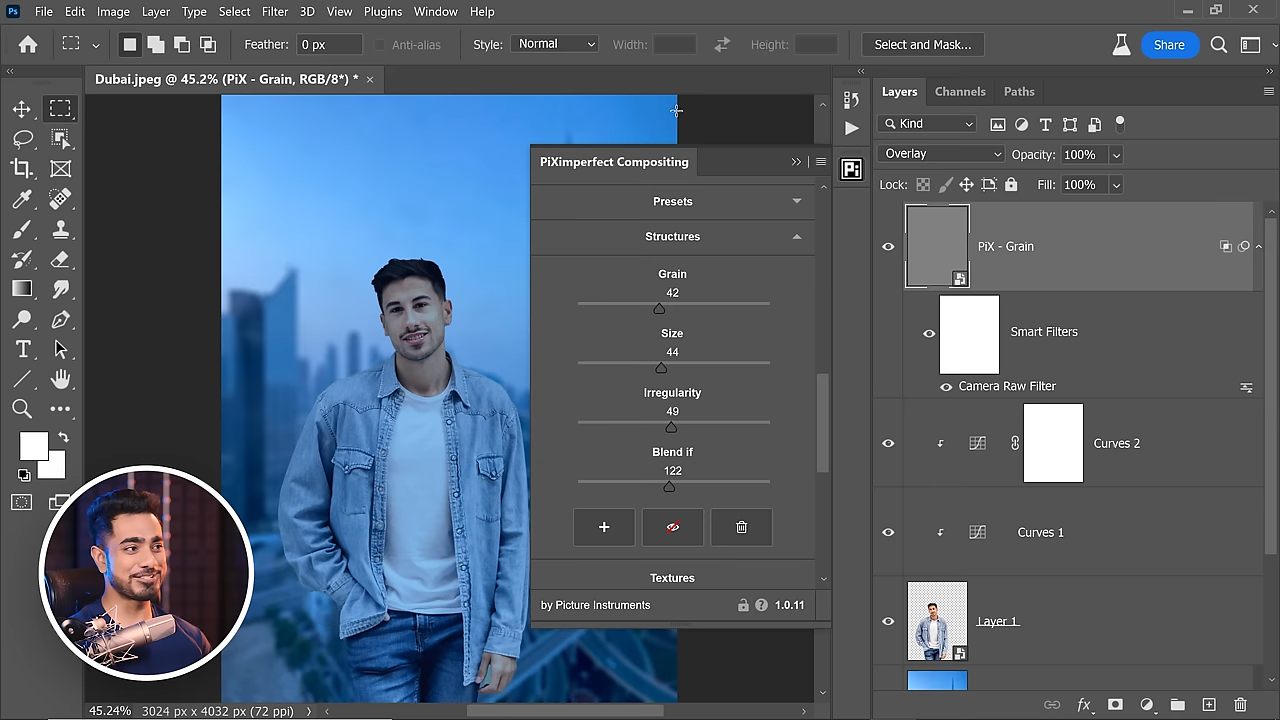 Ps File Edit Image Layer Type Select Filter 3D View Plugins Window Help
Feather: 0 px Anti-alias Style: Normal Width: Height: Select and Mask... Share
Dubai.jpeg @ 45.2% (PiX - Grain, RGB/8*) * ×
Layers Channels Paths
Kind
Overlay Opacity: 100%
Lock: Fill: 100%
PiX - Grain
Smart Filters
Camera Raw Filter
Curves 2
Curves 1
Layer 1
fx
Pi
PiXimperfect Compositing
Presets
Structures
Grain
42
Size
44
Irregularity
49
Blend if
122
+
Textures
by Picture Instruments 1.0.11
45.24% 3024 px x 4032 px (72 ppi)